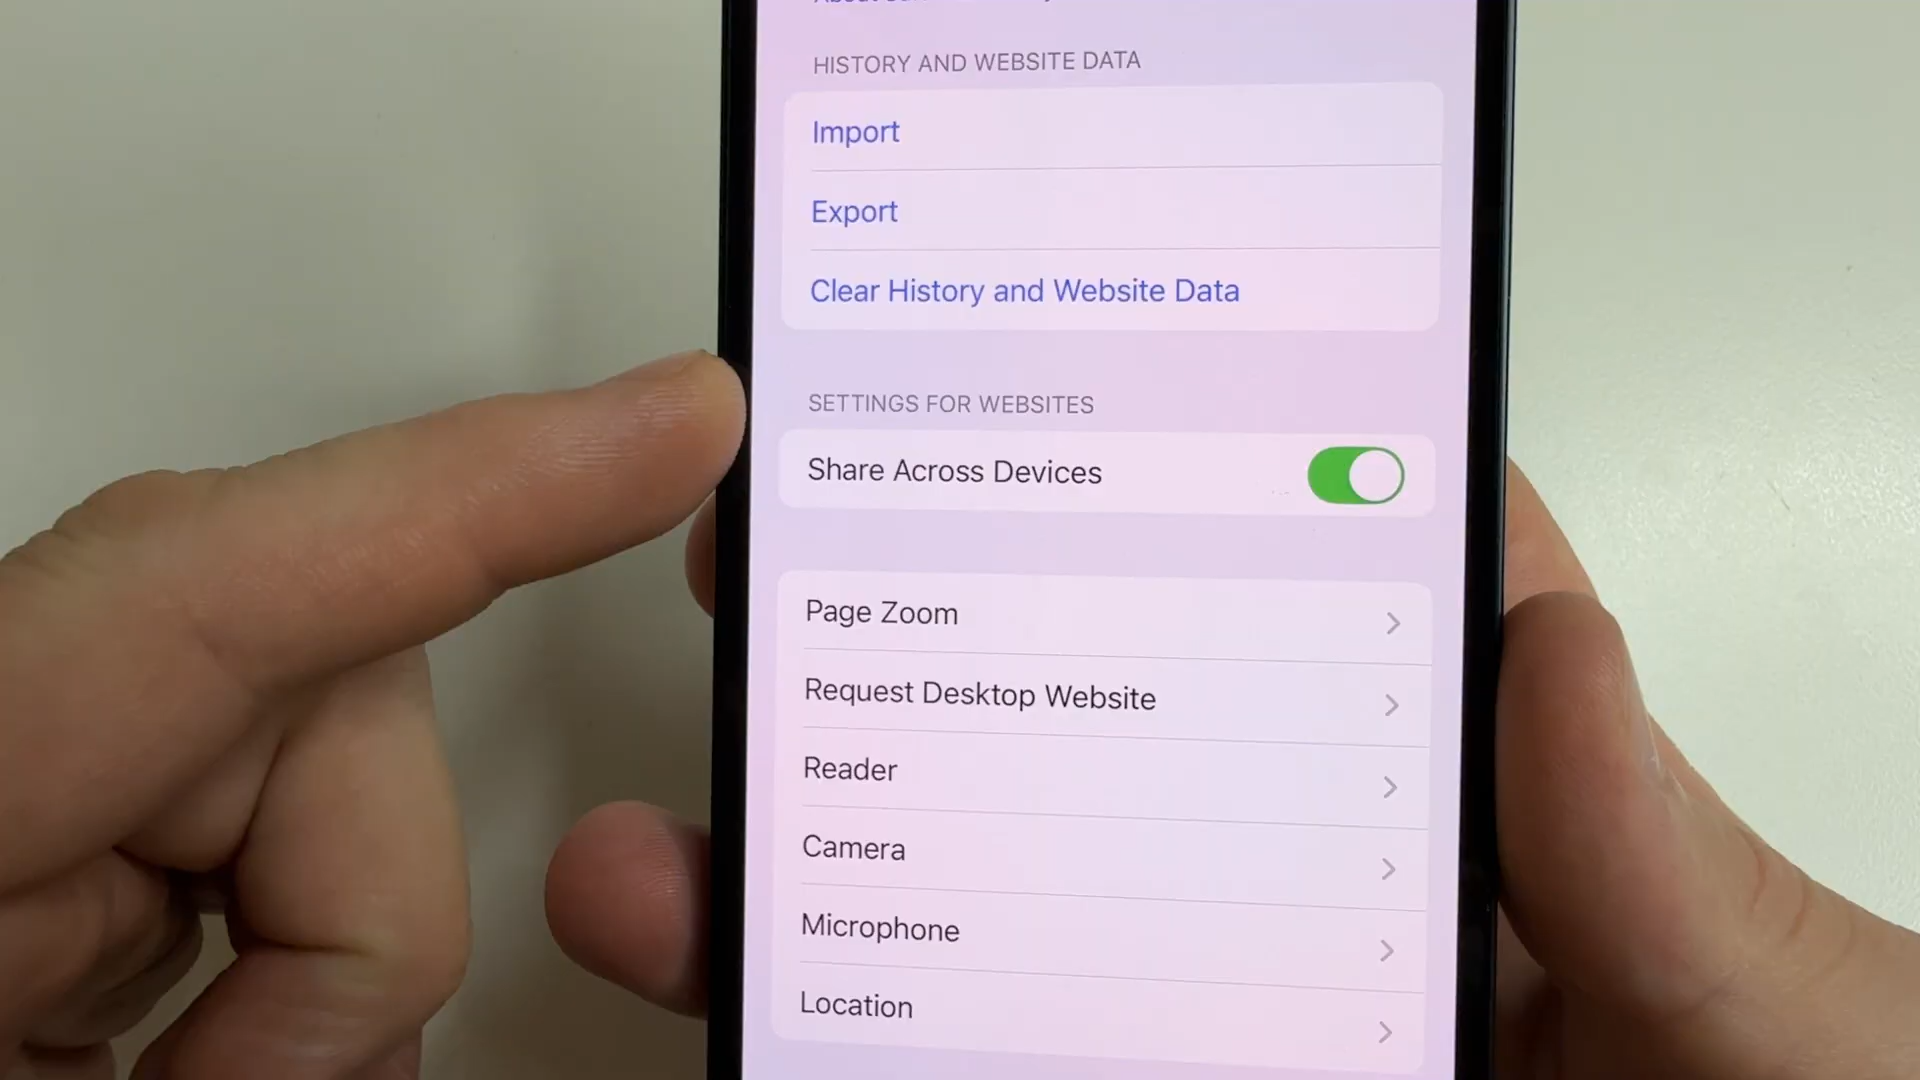 HISTORY AND WEBSITE DATA
Import
Export
Clear History and Website Data
SETTINGS FOR WEBSITES
Share Across Devices
Page Zoom
Request Desktop Website
Reader
Camera
Microphone
Location